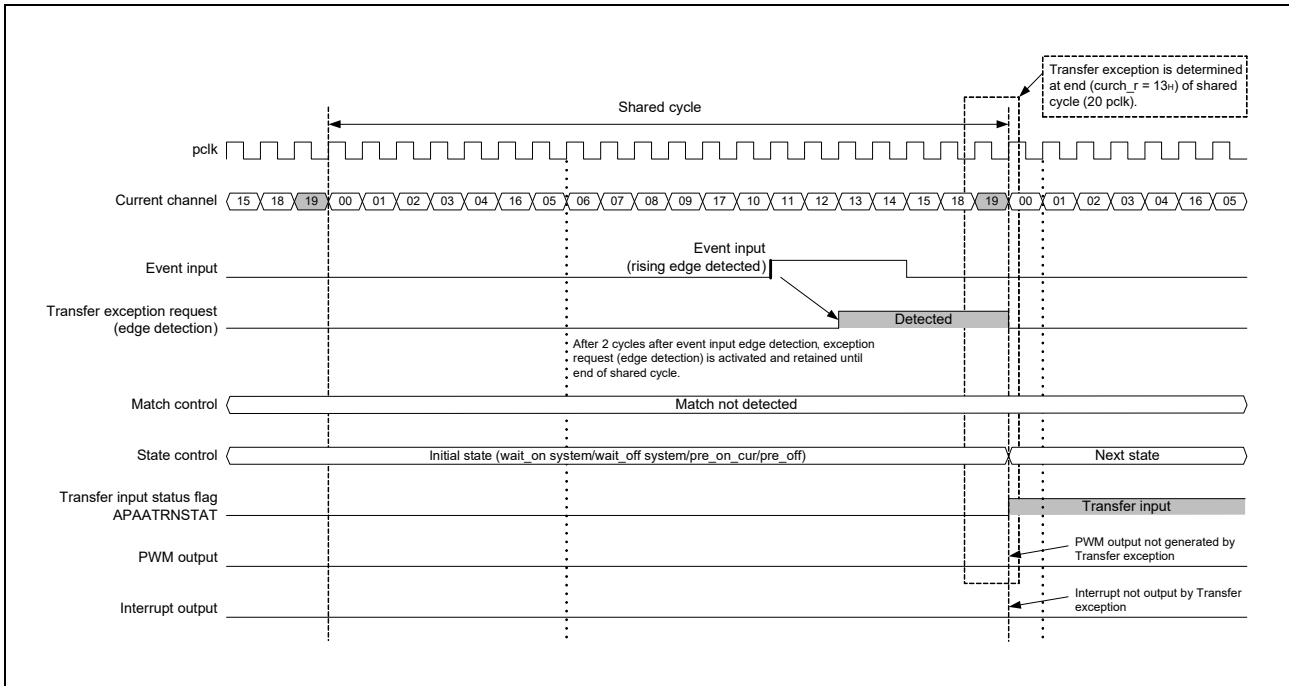 Transfer exception is determined
at end (curch_r = 13H) of shared
cycle (20 pclk).
Shared cycle
pclk
Current channel 15 18 19 00 01 02 03 04 16 05 06 07 08 09 17 10 11 12 13 14 15 18 19 00 01 02 03 04 16 05
Event input
(rising edge detected)
Event input
Transfer exception request
(edge detection)
Detected
After 2 cycles after event input edge detection, exception
request (edge detection) is activated and retained until
end of shared cycle.
Match control Match not detected
State control Initial state (wait_on system/wait_off system/pre_on_cur/pre_off) Next state
Transfer input status flag
APAATRNSTAT
Transfer input
PWM output
PWM output not generated by
Transfer exception
Interrupt output
Interrupt not output by Transfer
exception